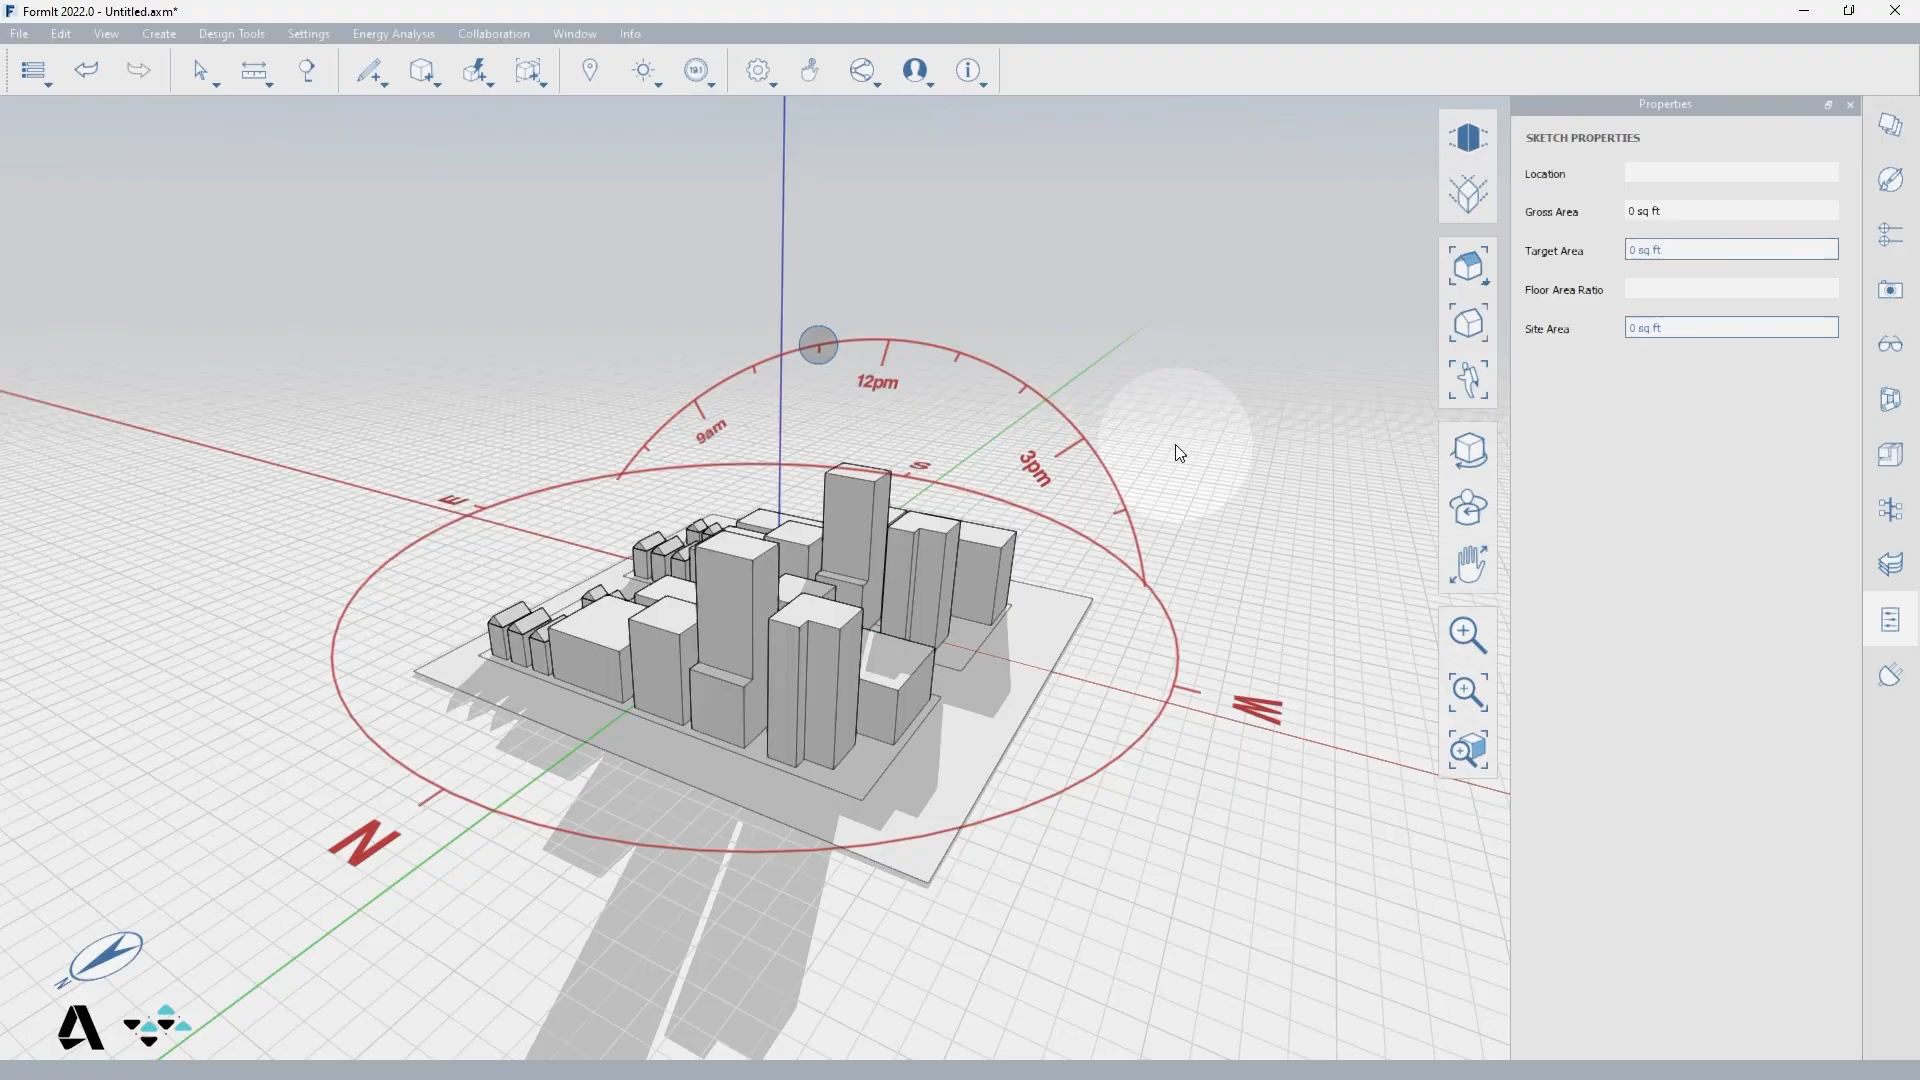 FormIt 2022.0 - Untitled.axm*
File Edit View Create Design Tools Settings Energy Analysis Collaboration Window Info
19.1
Properties
SKETCH PROPERTIES
Location
Gross Area 0 sq ft
Target Area 0 sq ft
Floor Area Ratio
Site Area 0 sq ft
12pm
9am
3pm
S
E
W
N
N